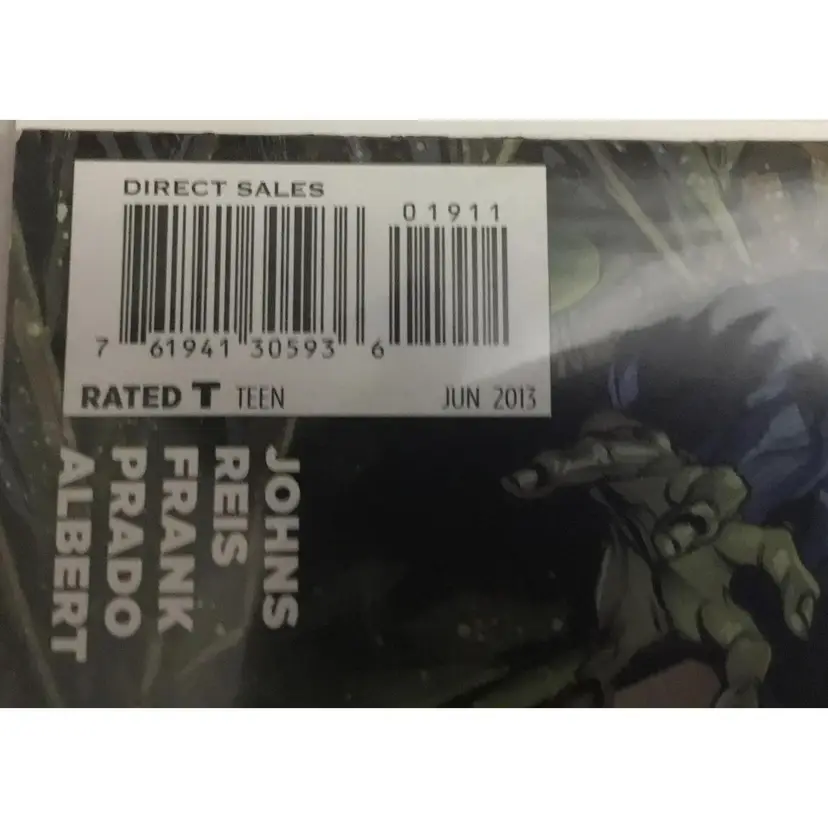 DIRECT SALES
01911
7 61941 30593 6
RATED T TEEN JUN 2013
JOHNS
REIS
FRANK
PRADO
ALBERT